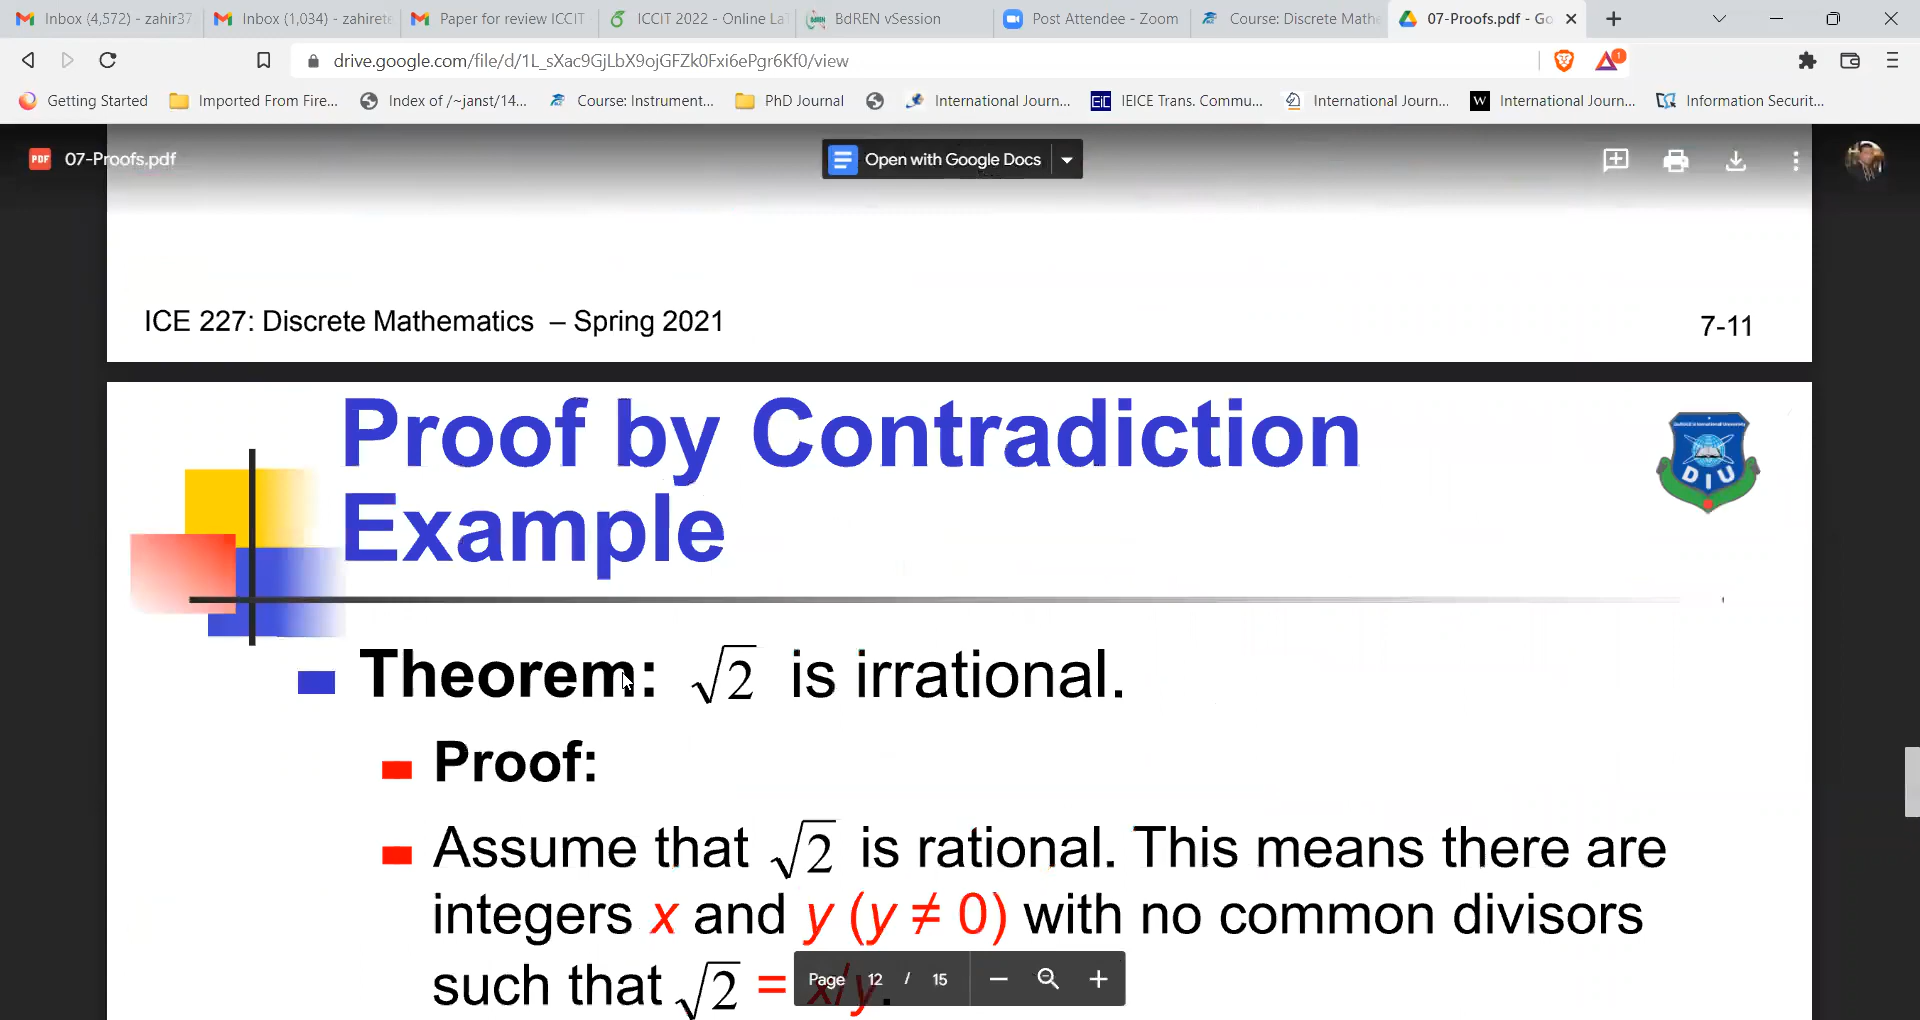 Inbox (4,572) - zahir37
Inbox (1,034) - zahirete
Paper for review ICCIT
ICCIT 2022 - Online LaT
BdREN vSession
Post Attendee - Zoom
Course: Discrete Mathe
07-Proofs.pdf - Go
drive.google.com/file/d/1L_sXac9GjLbX9ojGFZk0Fxi6ePgr6Kf0/view
1
Getting Started
Imported From Fire...
Index of /~janst/14...
Course: Instrument...
PhD Journal
International Journ...
EiC
IEICE Trans. Commu...
International Journ...
W
International Journ...
Information Securit...
PDF 07-Proofs.pdf
Open with Google Docs
ICE 227: Discrete Mathematics – Spring 2021
7-11
Proof by Contradiction
Example
DIU
Theorem: √2 is irrational.
Proof:
Assume that √2 is rational. This means there are
integers x and y (y ≠ 0) with no common divisors
such that √2 = x/y.
Page 12 / 15